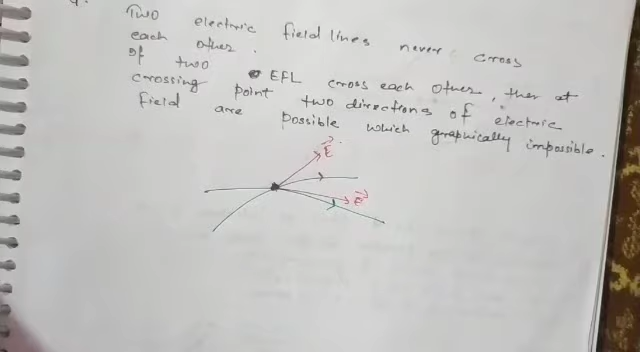 Two electric field lines never cross
each other.
If two EFL cross each other, then at
crossing point two directions of electric
field are possible which graphically impossible.
E
E